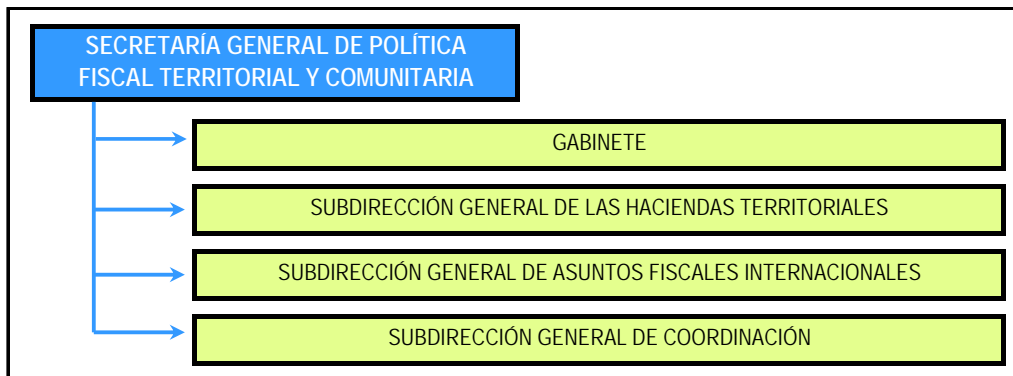 SECRETARÍA GENERAL DE POLÍTICA
FISCAL TERRITORIAL Y COMUNITARIA
GABINETE
SUBDIRECCIÓN GENERAL DE LAS HACIENDAS TERRITORIALES
SUBDIRECCIÓN GENERAL DE ASUNTOS FISCALES INTERNACIONALES
SUBDIRECCIÓN GENERAL DE COORDINACIÓN